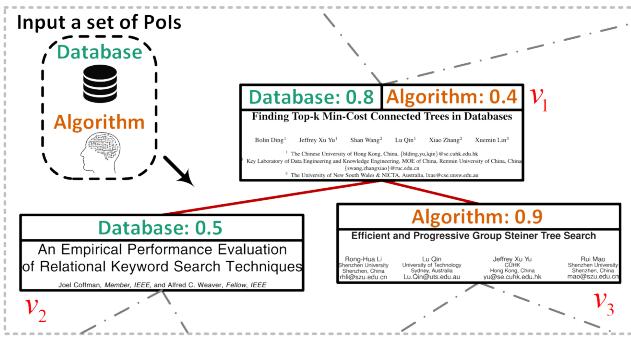 Input a set of PoIs
Database
Algorithm
Database: 0.8 Algorithm: 0.4
v1
Finding Top-k Min-Cost Connected Trees in Databases
Bolin Ding1 Jeffrey Xu Yu1 Shan Wang2 Lu Qin1 Xiao Zhang2 Xuemin Lin3
1 The Chinese University of Hong Kong, China, {blding,yu,lqin}@se.cuhk.edu.hk
2 Key Laboratory of Data Engineering and Knowledge Engineering, MOE of China, Renmin University of China, China
{swang,zhangxiao}@ruc.edu.cn
3 The University of New South Wales & NICTA, Australia, lxue@cse.unsw.edu.au
Database: 0.5
An Empirical Performance Evaluation
of Relational Keyword Search Techniques
Joel Coffman, Member, IEEE, and Alfred C. Weaver, Fellow, IEEE
v2
Algorithm: 0.9
Efficient and Progressive Group Steiner Tree Search
Rong-Hua Li Lu Qin Jeffrey Xu Yu Rui Mao
Shenzhen University University of Technology CUHK Shenzhen University
Shenzhen, China Sydney, Australia Hong Kong, China Shenzhen, China
rhli@szu.edu.cn Lu.Qin@uts.edu.au yu@se.cuhk.edu.hk mao@szu.edu.cn
v3